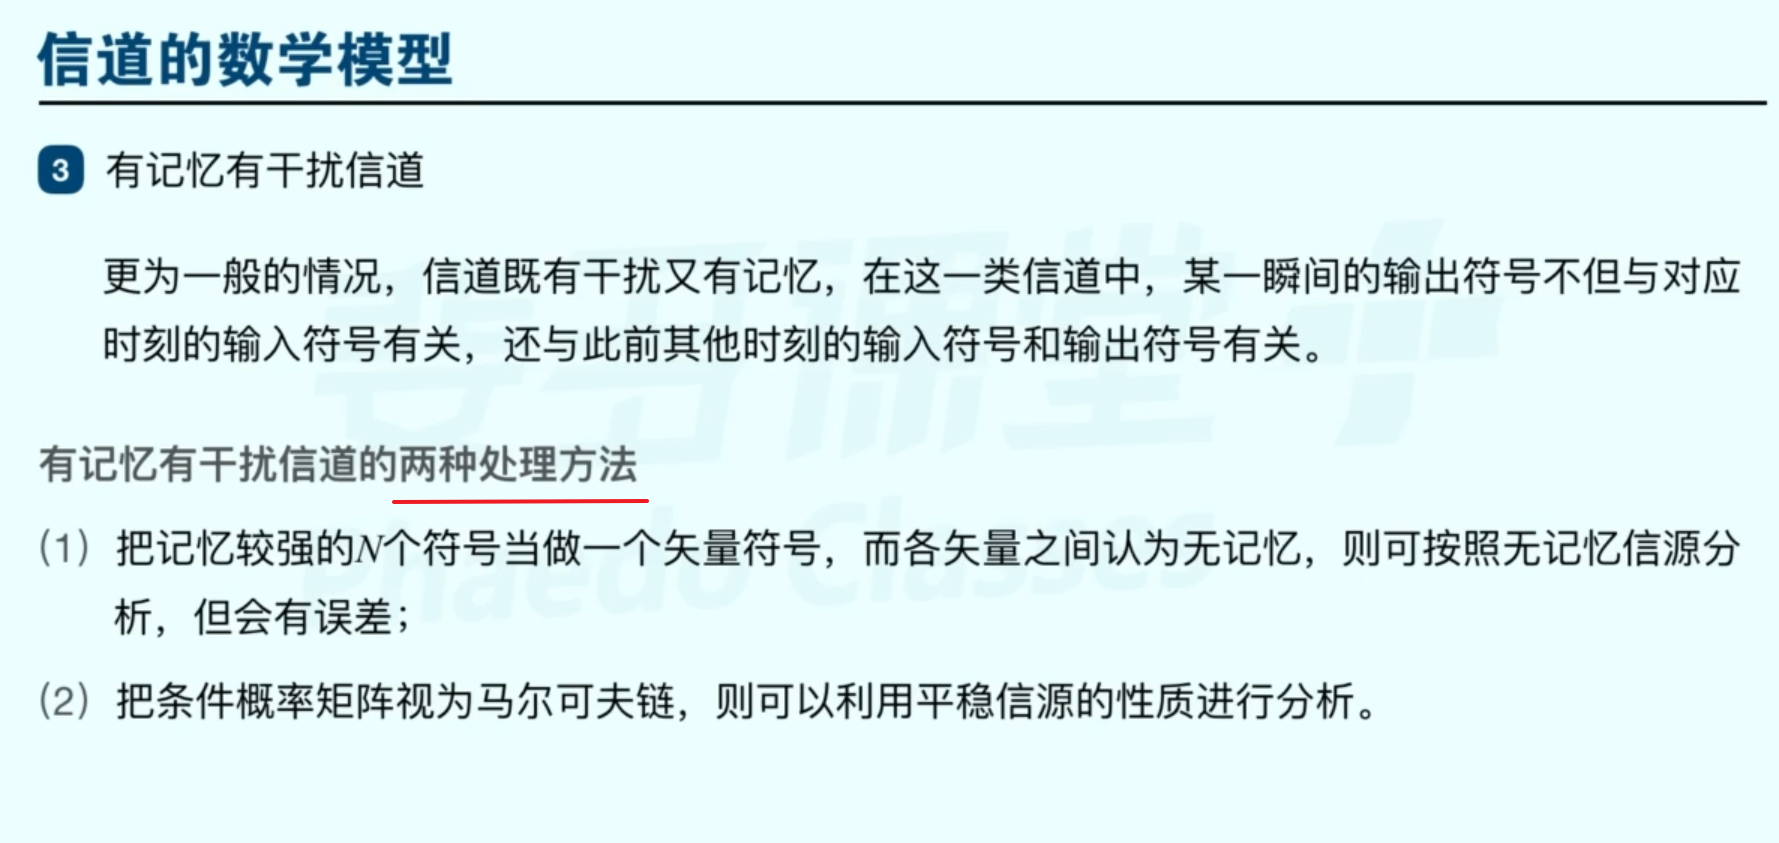 信道的数学模型
3 有记忆有干扰信道
更为一般的情况，信道既有干扰又有记忆，在这一类信道中，某一瞬间的输出符号不但与对应
时刻的输入符号有关，还与此前其他时刻的输入符号和输出符号有关。
有记忆有干扰信道的两种处理方法
（1）把记忆较强的N个符号当做一个矢量符号，而各矢量之间认为无记忆，则可按照无记忆信源分
析，但会有误差；
（2）把条件概率矩阵视为马尔可夫链，则可以利用平稳信源的性质进行分析。
课堂
Phaedo Classes